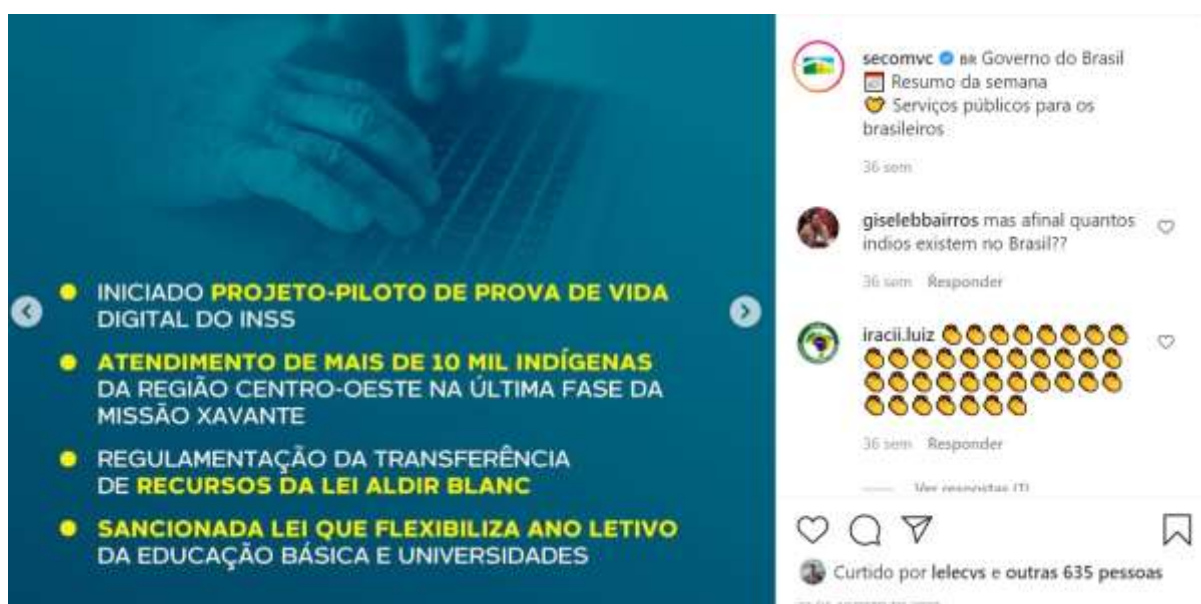 INICIADO PROJETO-PILOTO DE PROVA DE VIDA
DIGITAL DO INSS
ATENDIMENTO DE MAIS DE 10 MIL INDÍGENAS
DA REGIÃO CENTRO-OESTE NA ÚLTIMA FASE DA
MISSÃO XAVANTE
REGULAMENTAÇÃO DA TRANSFERÊNCIA
DE RECURSOS DA LEI ALDIR BLANC
SANCIONADA LEI QUE FLEXIBILIZA ANO LETIVO
DA EDUCAÇÃO BÁSICA E UNIVERSIDADES
secomvc BR Governo do Brasil
Resumo da semana
Serviços públicos para os
brasileiros
36 sem
giselebbairros mas afinal quantos
indios existem no Brasil??
36 sem Responder
iracii.luiz
36 sem Responder
Ver respostas (1)
Curtido por lelecvs e outras 635 pessoas